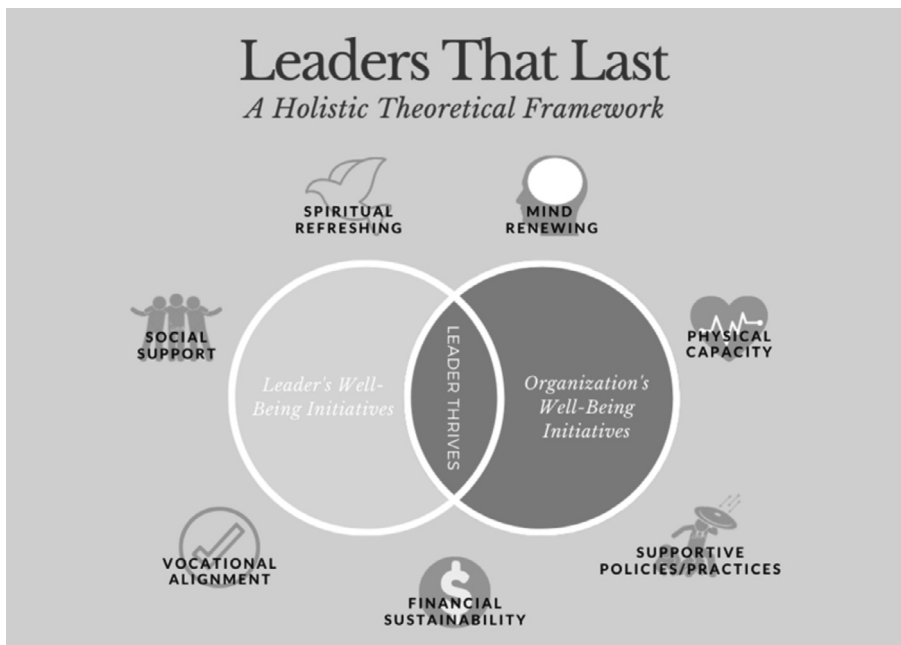 Leaders That Last
A Holistic Theoretical Framework
SPIRITUAL
REFRESHING
MIND
RENEWING
SOCIAL
SUPPORT
PHYSICAL
CAPACITY
Leader's Well-
Being Initiatives
LEADER THRIVES
Organization's
Well-Being
Initiatives
VOCATIONAL
ALIGNMENT
FINANCIAL
SUSTAINABILITY
SUPPORTIVE
POLICIES/PRACTICES
$